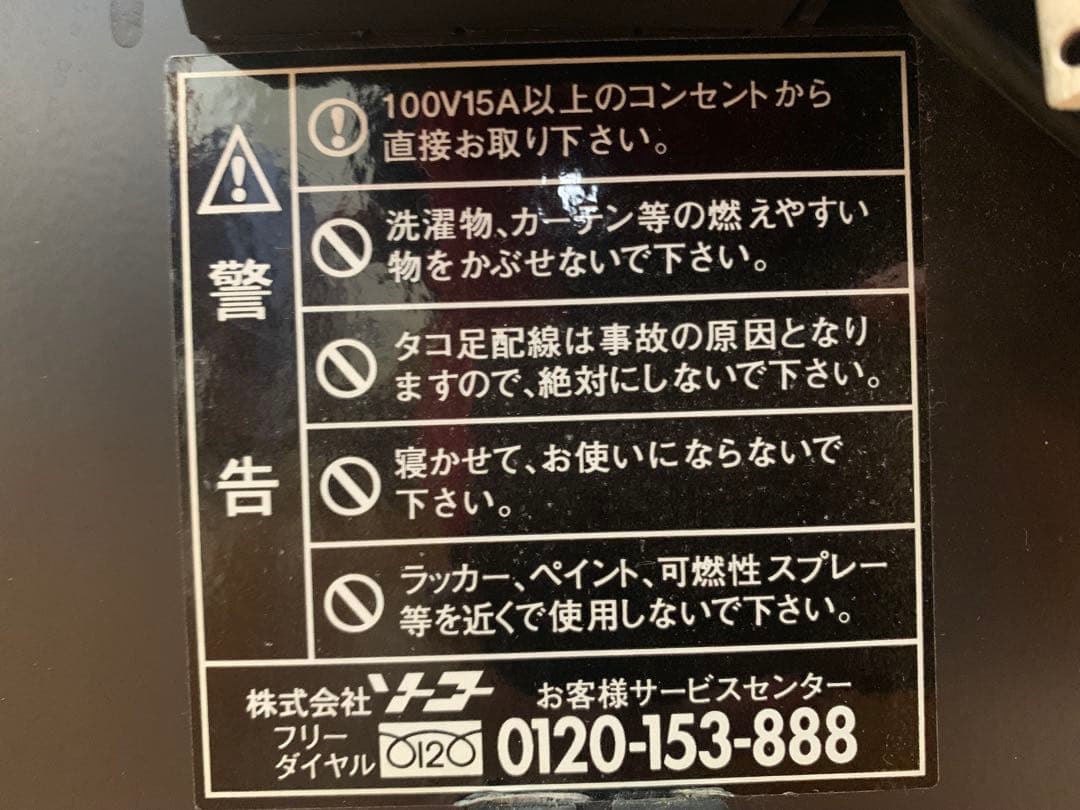 警告
100V15A以上のコンセントから
直接お取り下さい。
洗濯物、カーテン等の燃えやすい
物をかぶせないで下さい。
タコ足配線は事故の原因となり
ますので、絶対にしないで下さい。
寝かせて、お使いにならないで
下さい。
ラッカー、ペイント、可燃性スプレー
等を近くで使用しないで下さい。
株式会社ソーゴー お客様サービスセンター
フリー
ダイヤル 0120 0120-153-888